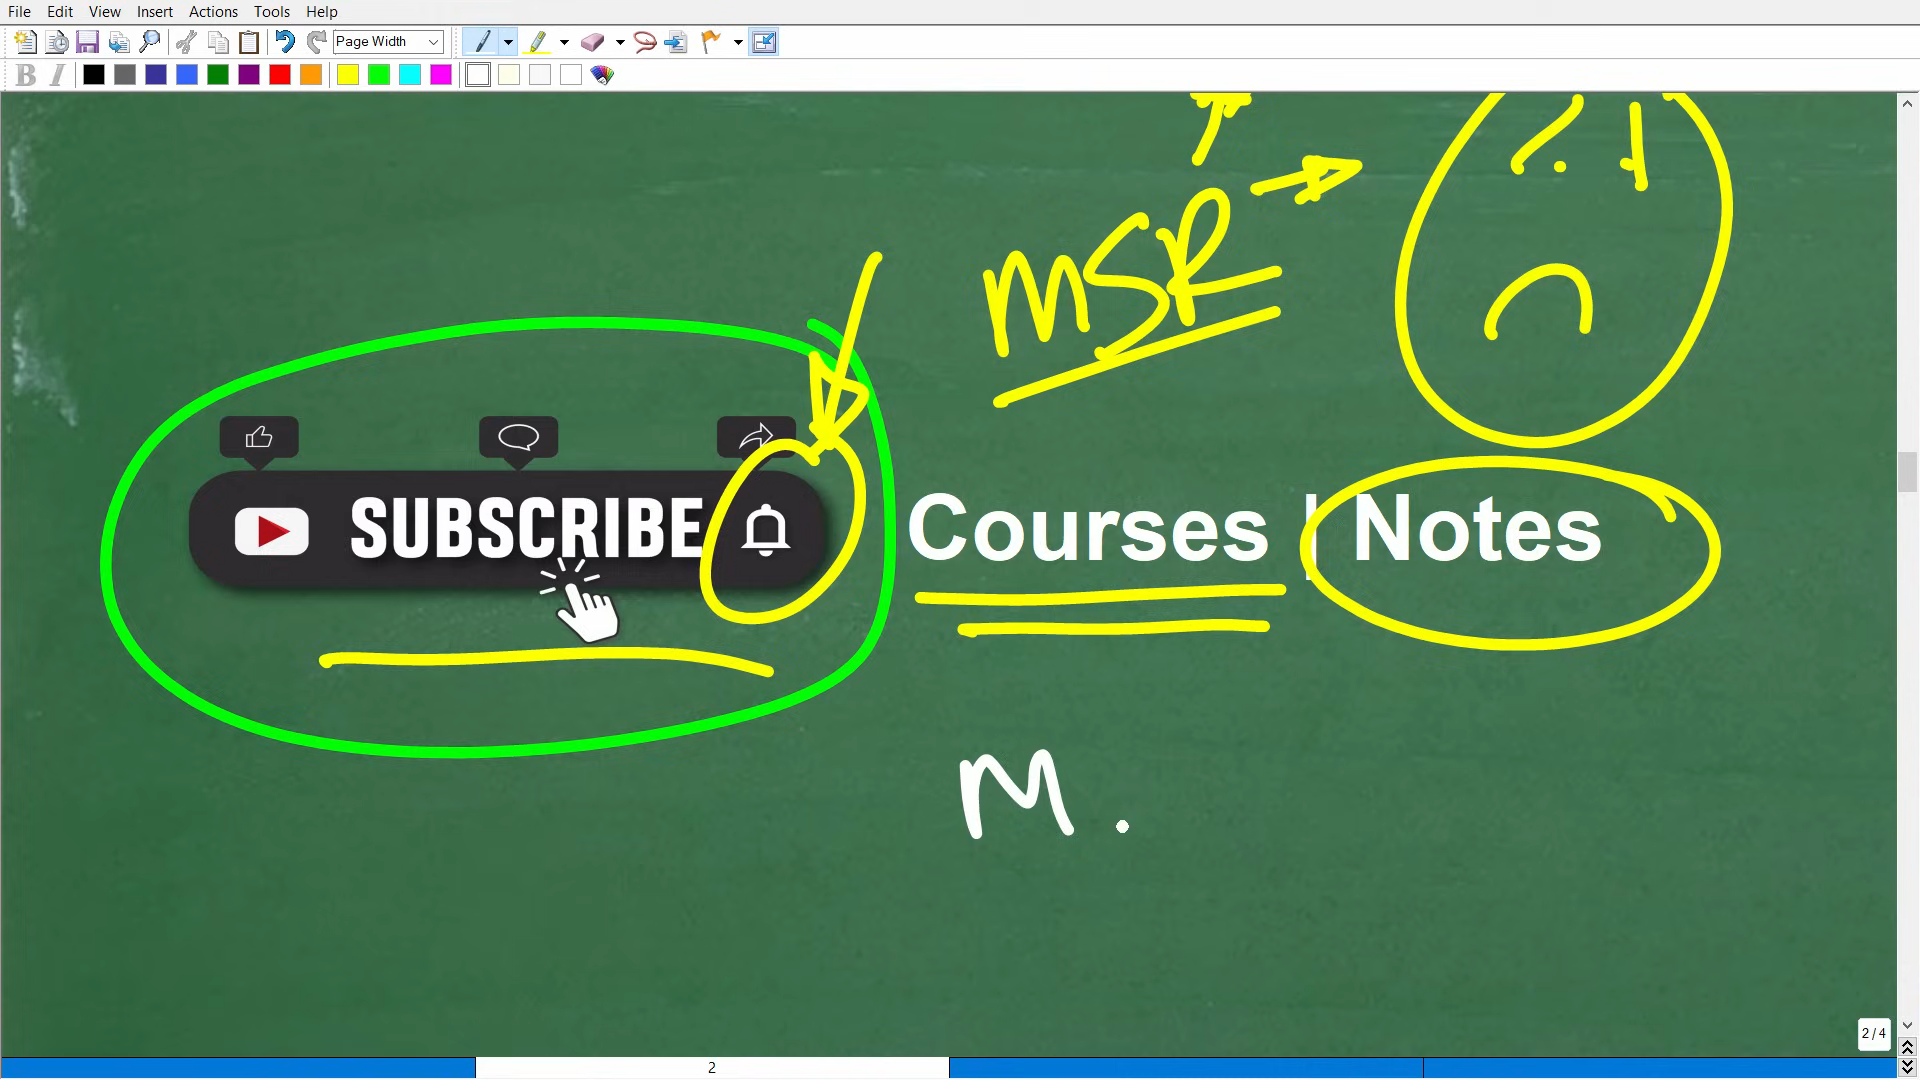 File Edit View Insert Actions Tools Help
Page Width
B I
MSR
SUBSCRIBE
Courses | Notes
M.
2 / 4
2